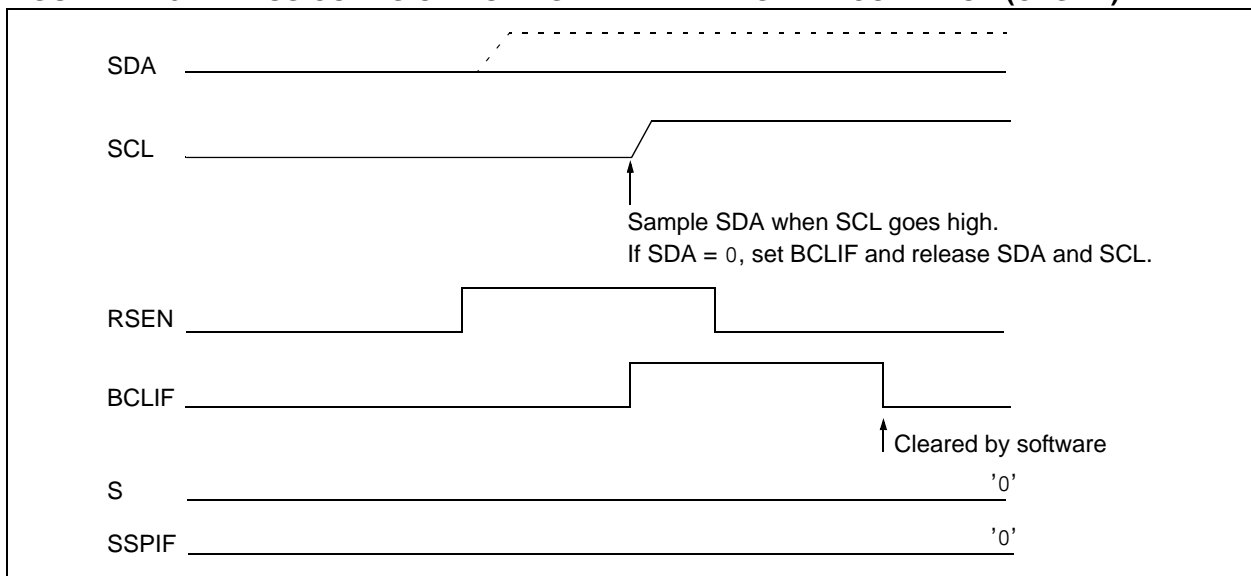 SDA
SCL
Sample SDA when SCL goes high.
If SDA = 0, set BCLIF and release SDA and SCL.
RSEN
BCLIF
Cleared by software
S
'0'
SSPIF
'0'